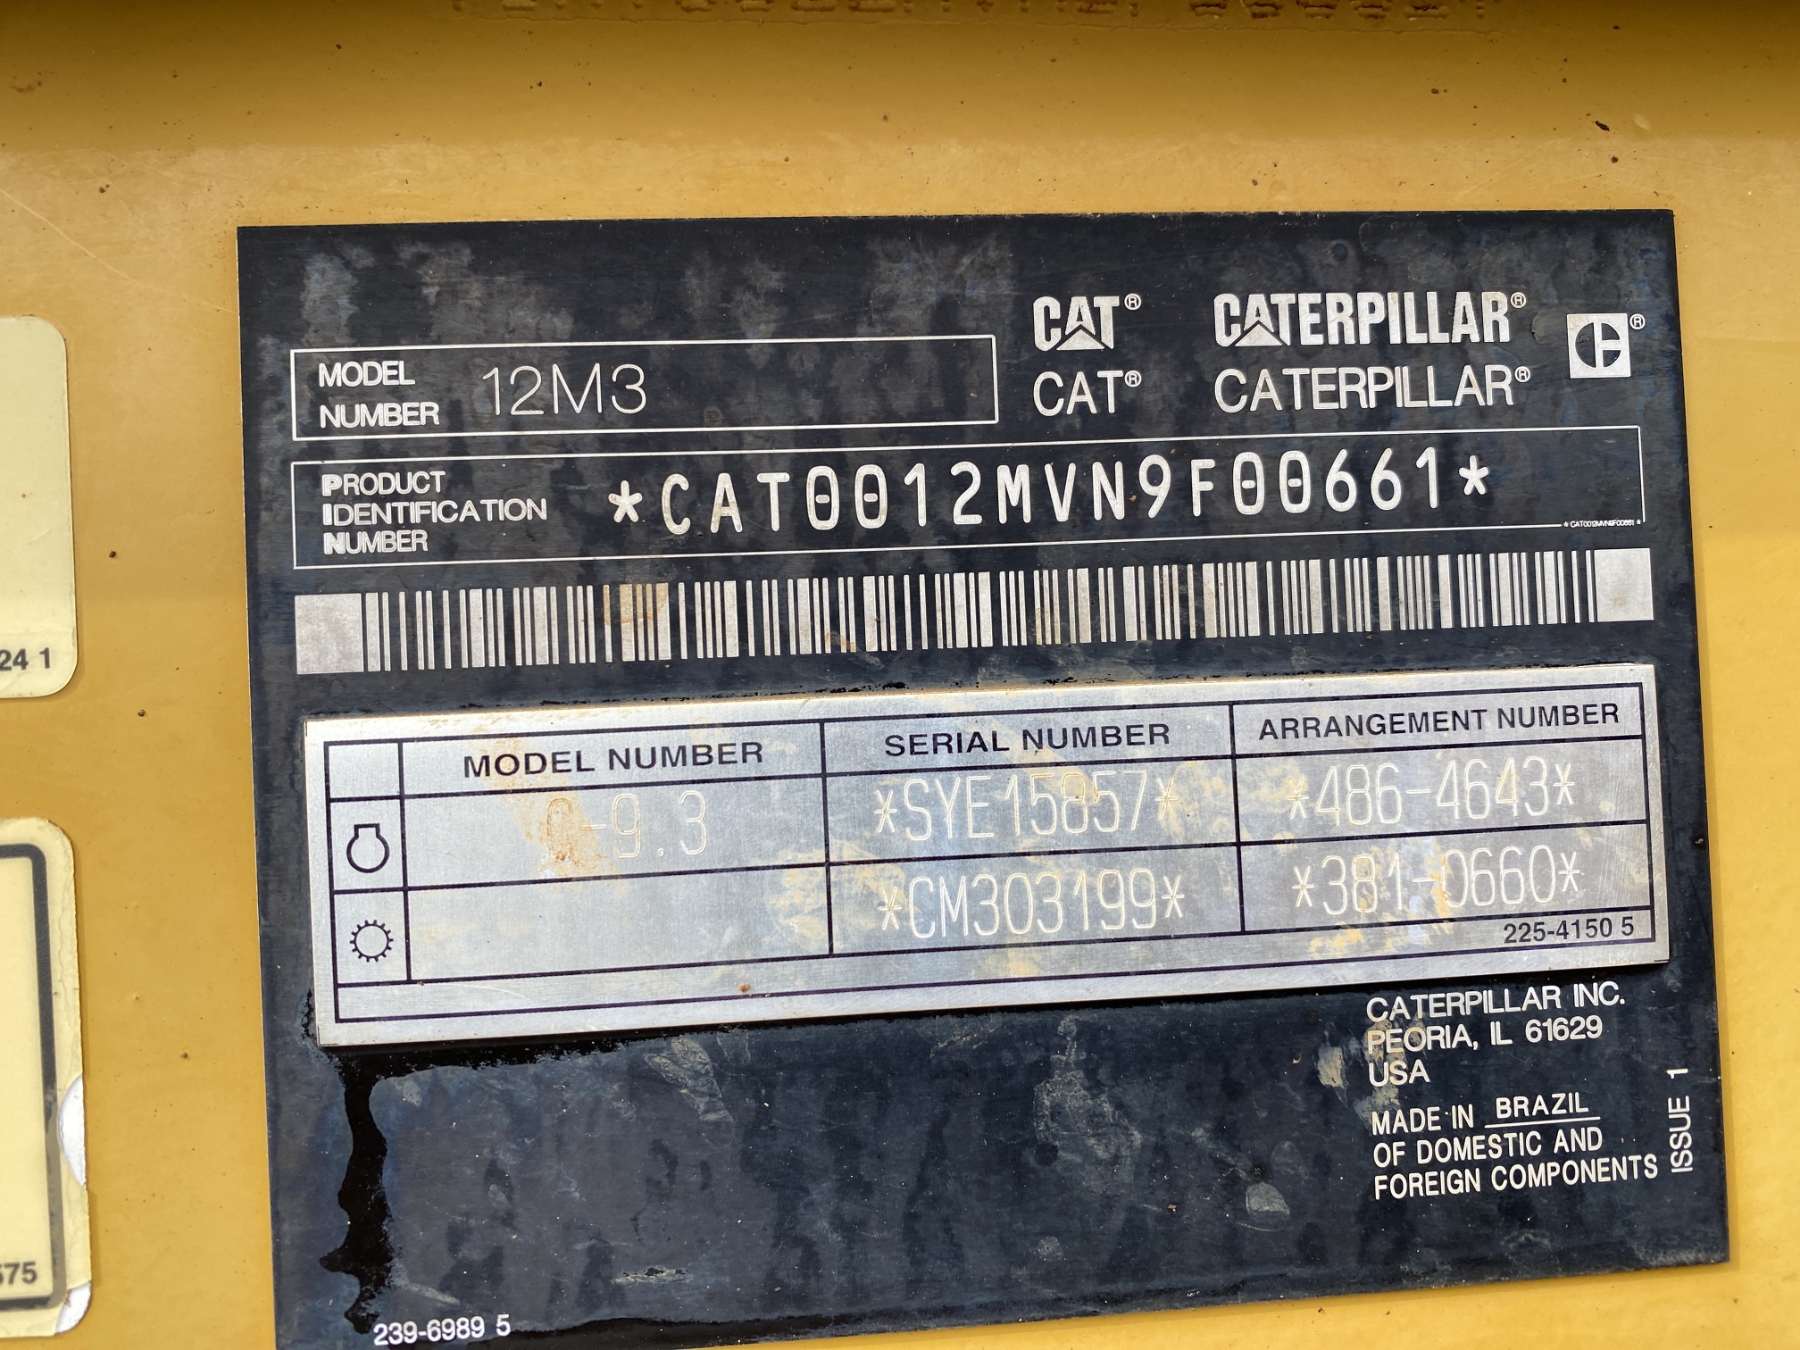 MODEL NUMBER 12M3
CAT® CATERPILLAR®
CAT® CATERPILLAR®
PRODUCT IDENTIFICATION NUMBER *CAT0012MVN9F00661*
*CAT0012MVN9F00661*
MODEL NUMBER SERIAL NUMBER ARRANGEMENT NUMBER
C-9.3 *SYE15857* *486-4643*
*CM303199* *381-0660*
225-4150 5
CATERPILLAR INC.
PEORIA, IL 61629
USA
MADE IN BRAZIL
OF DOMESTIC AND
FOREIGN COMPONENTS
ISSUE 1
239-6989 5
24 1
675